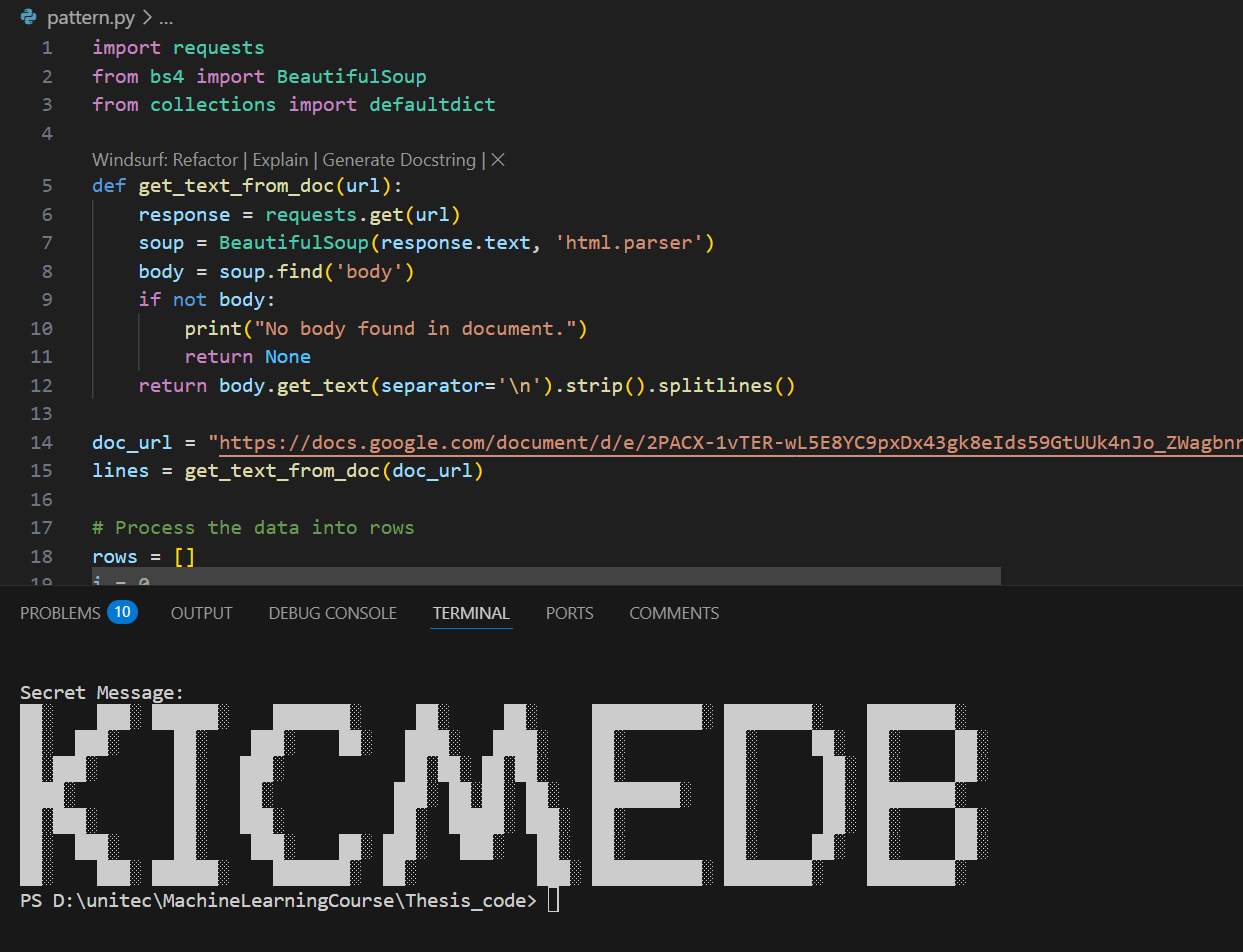 pattern.py > ...
1 import requests
2 from bs4 import BeautifulSoup
3 from collections import defaultdict
4
Windsurf: Refactor | Explain | Generate Docstring | ×
5 def get_text_from_doc(url):
6     response = requests.get(url)
7     soup = BeautifulSoup(response.text, 'html.parser')
8     body = soup.find('body')
9     if not body:
10         print("No body found in document.")
11         return None
12     return body.get_text(separator='\n').strip().splitlines()
13
14 doc_url = "https://docs.google.com/document/d/e/2PACX-1vTER-wL5E8YC9pxDx43gk8eIds59GtUUk4nJo_ZWagbnr
15 lines = get_text_from_doc(doc_url)
16
17 # Process the data into rows
18 rows = []
19 i = 0
PROBLEMS 10 OUTPUT DEBUG CONSOLE TERMINAL PORTS COMMENTS
Secret Message:
KICMEDB
PS D:\unitec\MachineLearningCourse\Thesis_code>